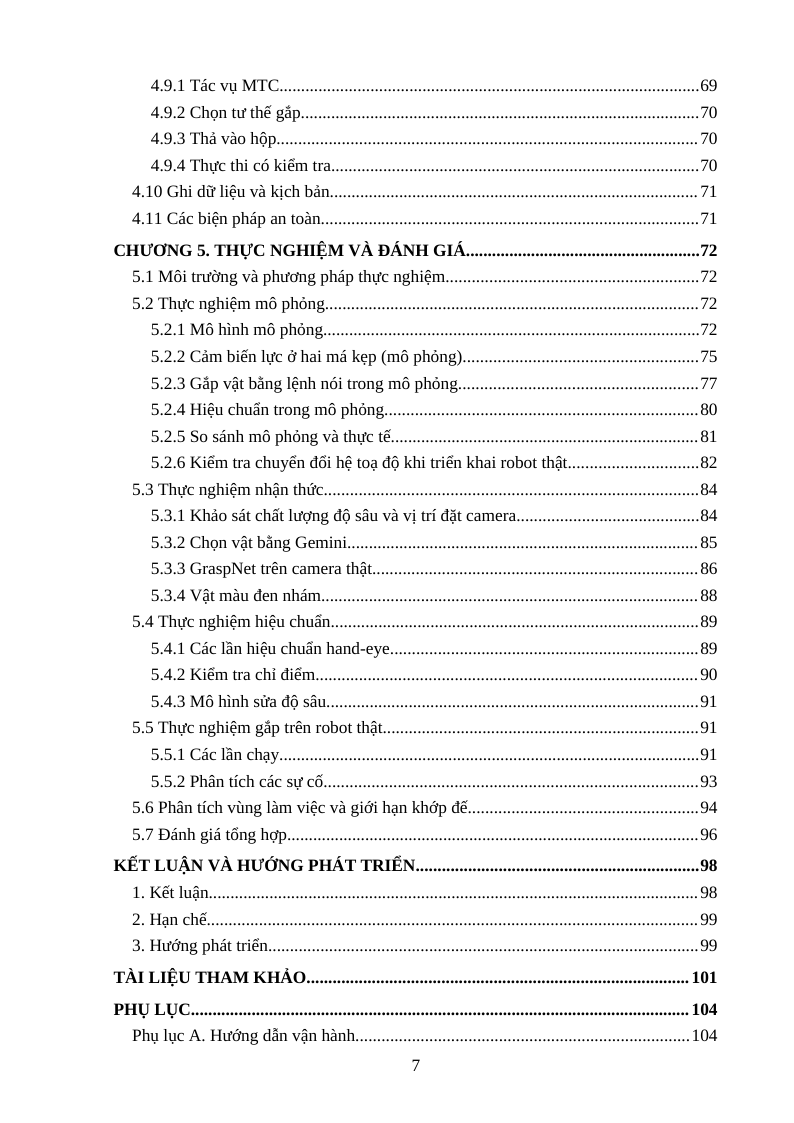 4.9.1 Tác vụ MTC....................................................................................................69
4.9.2 Chọn tư thế gắp...............................................................................................70
4.9.3 Thả vào hộp.................................................................................................... 70
4.9.4 Thực thi có kiểm tra........................................................................................70
4.10 Ghi dữ liệu và kịch bản........................................................................................ 71
4.11 Các biện pháp an toàn..........................................................................................71
CHƯƠNG 5. THỰC NGHIỆM VÀ ĐÁNH GIÁ........................................................72
5.1 Môi trường và phương pháp thực nghiệm..............................................................72
5.2 Thực nghiệm mô phỏng.........................................................................................72
5.2.1 Mô hình mô phỏng..........................................................................................72
5.2.2 Cảm biến lực ở hai má kẹp (mô phỏng).........................................................75
5.2.3 Gắp vật bằng lệnh nói trong mô phỏng..........................................................77
5.2.4 Hiệu chuẩn trong mô phỏng........................................................................... 80
5.2.5 So sánh mô phỏng và thực tế.......................................................................... 81
5.2.6 Kiểm tra chuyển đổi hệ toạ độ khi triển khai robot thật................................. 82
5.3 Thực nghiệm nhận thức..........................................................................................84
5.3.1 Khảo sát chất lượng độ sâu và vị trí đặt camera.............................................84
5.3.2 Chọn vật bằng Gemini.................................................................................... 85
5.3.3 GraspNet trên camera thật.............................................................................. 86
5.3.4 Vật màu đen nhám.......................................................................................... 88
5.4 Thực nghiệm hiệu chuẩn........................................................................................89
5.4.1 Các lần hiệu chuẩn hand-eye..........................................................................89
5.4.2 Kiểm tra chỉ điểm........................................................................................... 90
5.4.3 Mô hình sửa độ sâu......................................................................................... 91
5.5 Thực nghiệm gắp trên robot thật............................................................................91
5.5.1 Các lần chạy....................................................................................................91
5.5.2 Phân tích các sự cố..........................................................................................93
5.6 Phân tích vùng làm việc và giới hạn khớp đế........................................................ 94
5.7 Đánh giá tổng hợp..................................................................................................96
KẾT LUẬN VÀ HƯỚNG PHÁT TRIỂN....................................................................98
1. Kết luận.................................................................................................................... 98
2. Hạn chế.................................................................................................................... 99
3. Hướng phát triển......................................................................................................99
TÀI LIỆU THAM KHẢO.......................................................................................... 101
PHỤ LỤC..................................................................................................................... 104
Phụ lục A. Hướng dẫn vận hành.................................................................................104
7